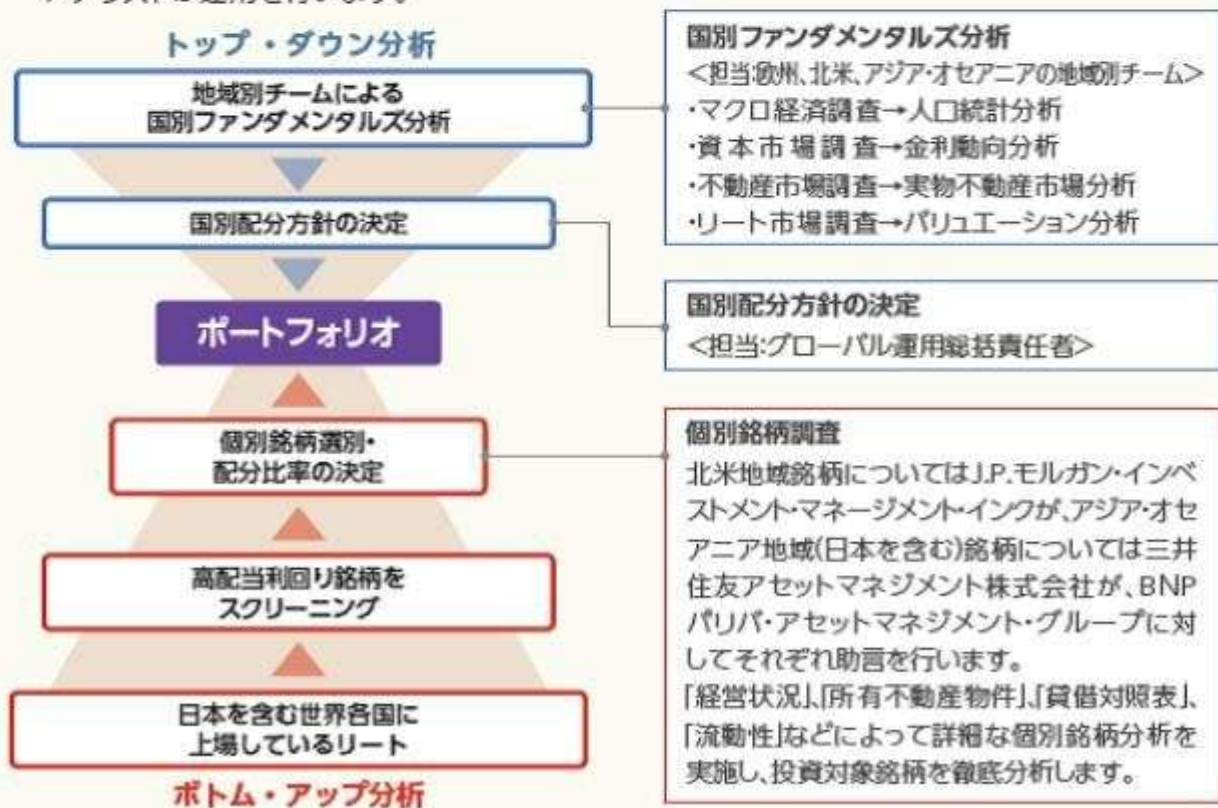 トップ・ダウン分析
地域別チームによる
国別ファンダメンタルズ分析
国別配分方針の決定
ポートフォリオ
個別銘柄選別・
配分比率の決定
高配当利回り銘柄を
スクリーニング
日本を含む世界各国に
上場しているリート
ボトム・アップ分析
国別ファンダメンタルズ分析
<担当:欧州、北米、アジア・オセアニアの地域別チーム>
・マクロ経済調査→人口統計分析
・資本市場調査→金利動向分析
・不動産市場調査→実物不動産市場分析
・リート市場調査→バリュエーション分析
国別配分方針の決定
<担当:グローバル運用総括責任者>
個別銘柄調査
北米地域銘柄についてはJ.P.モルガン・インベ
ストメント・マネージメント・インクが、アジア・オセ
アニア地域(日本を含む)銘柄については三井
住友アセットマネジメント株式会社が、BNP
パリバ・アセットマネジメント・グループに対
してそれぞれ助言を行います。
「経営状況」、「所有不動産物件」、「貸借対照表」、
「流動性」などによって詳細な個別銘柄分析を
実施し、投資対象銘柄を徹底分析します。